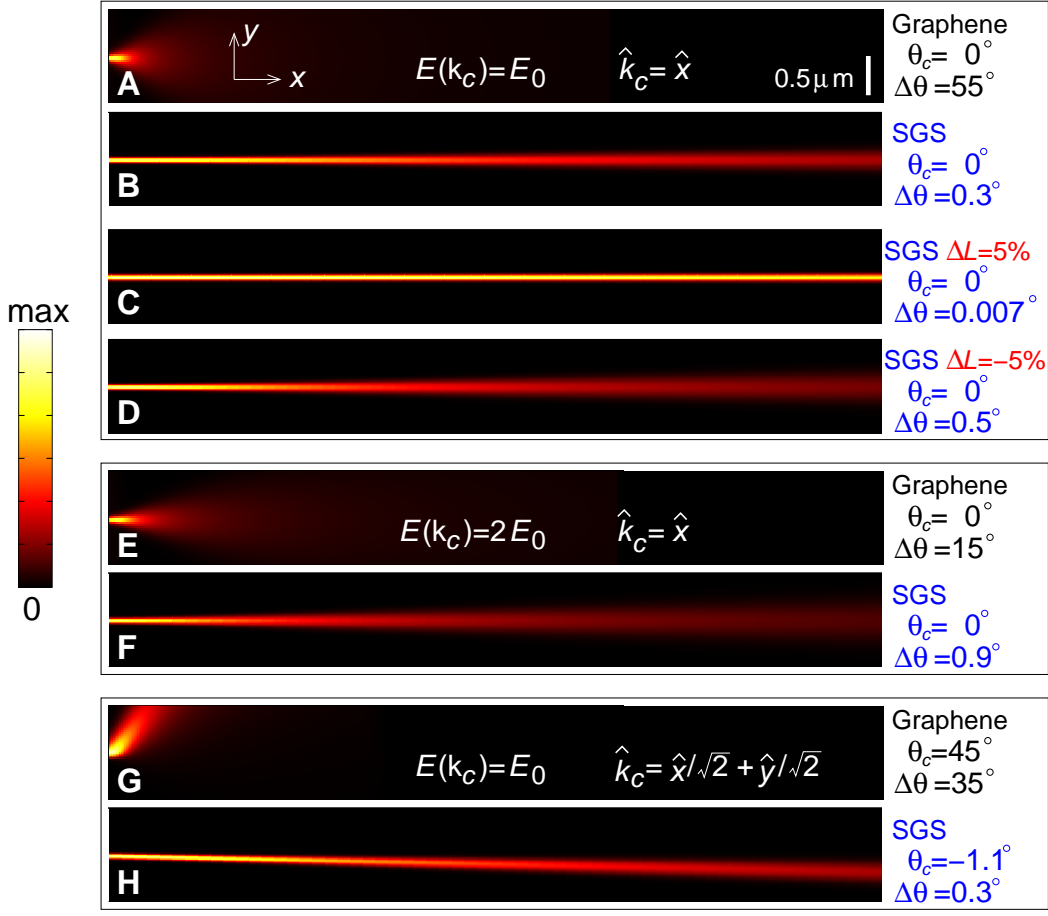 y
x
A
E(k_c)=E_0
k̂_c= x̂
0.5 μm
Graphene
θ_c= 0°
Δθ=55°
B
SGS
θ_c= 0°
Δθ=0.3°
C
SGS ΔL=5%
θ_c= 0°
Δθ=0.007°
D
SGS ΔL=−5%
θ_c= 0°
Δθ=0.5°
max
0
E
E(k_c)=2E_0
k̂_c= x̂
Graphene
θ_c= 0°
Δθ=15°
F
SGS
θ_c= 0°
Δθ=0.9°
G
E(k_c)=E_0
k̂_c= x̂/√2 + ŷ/√2
Graphene
θ_c=45°
Δθ=35°
H
SGS
θ_c=−1.1°
Δθ=0.3°